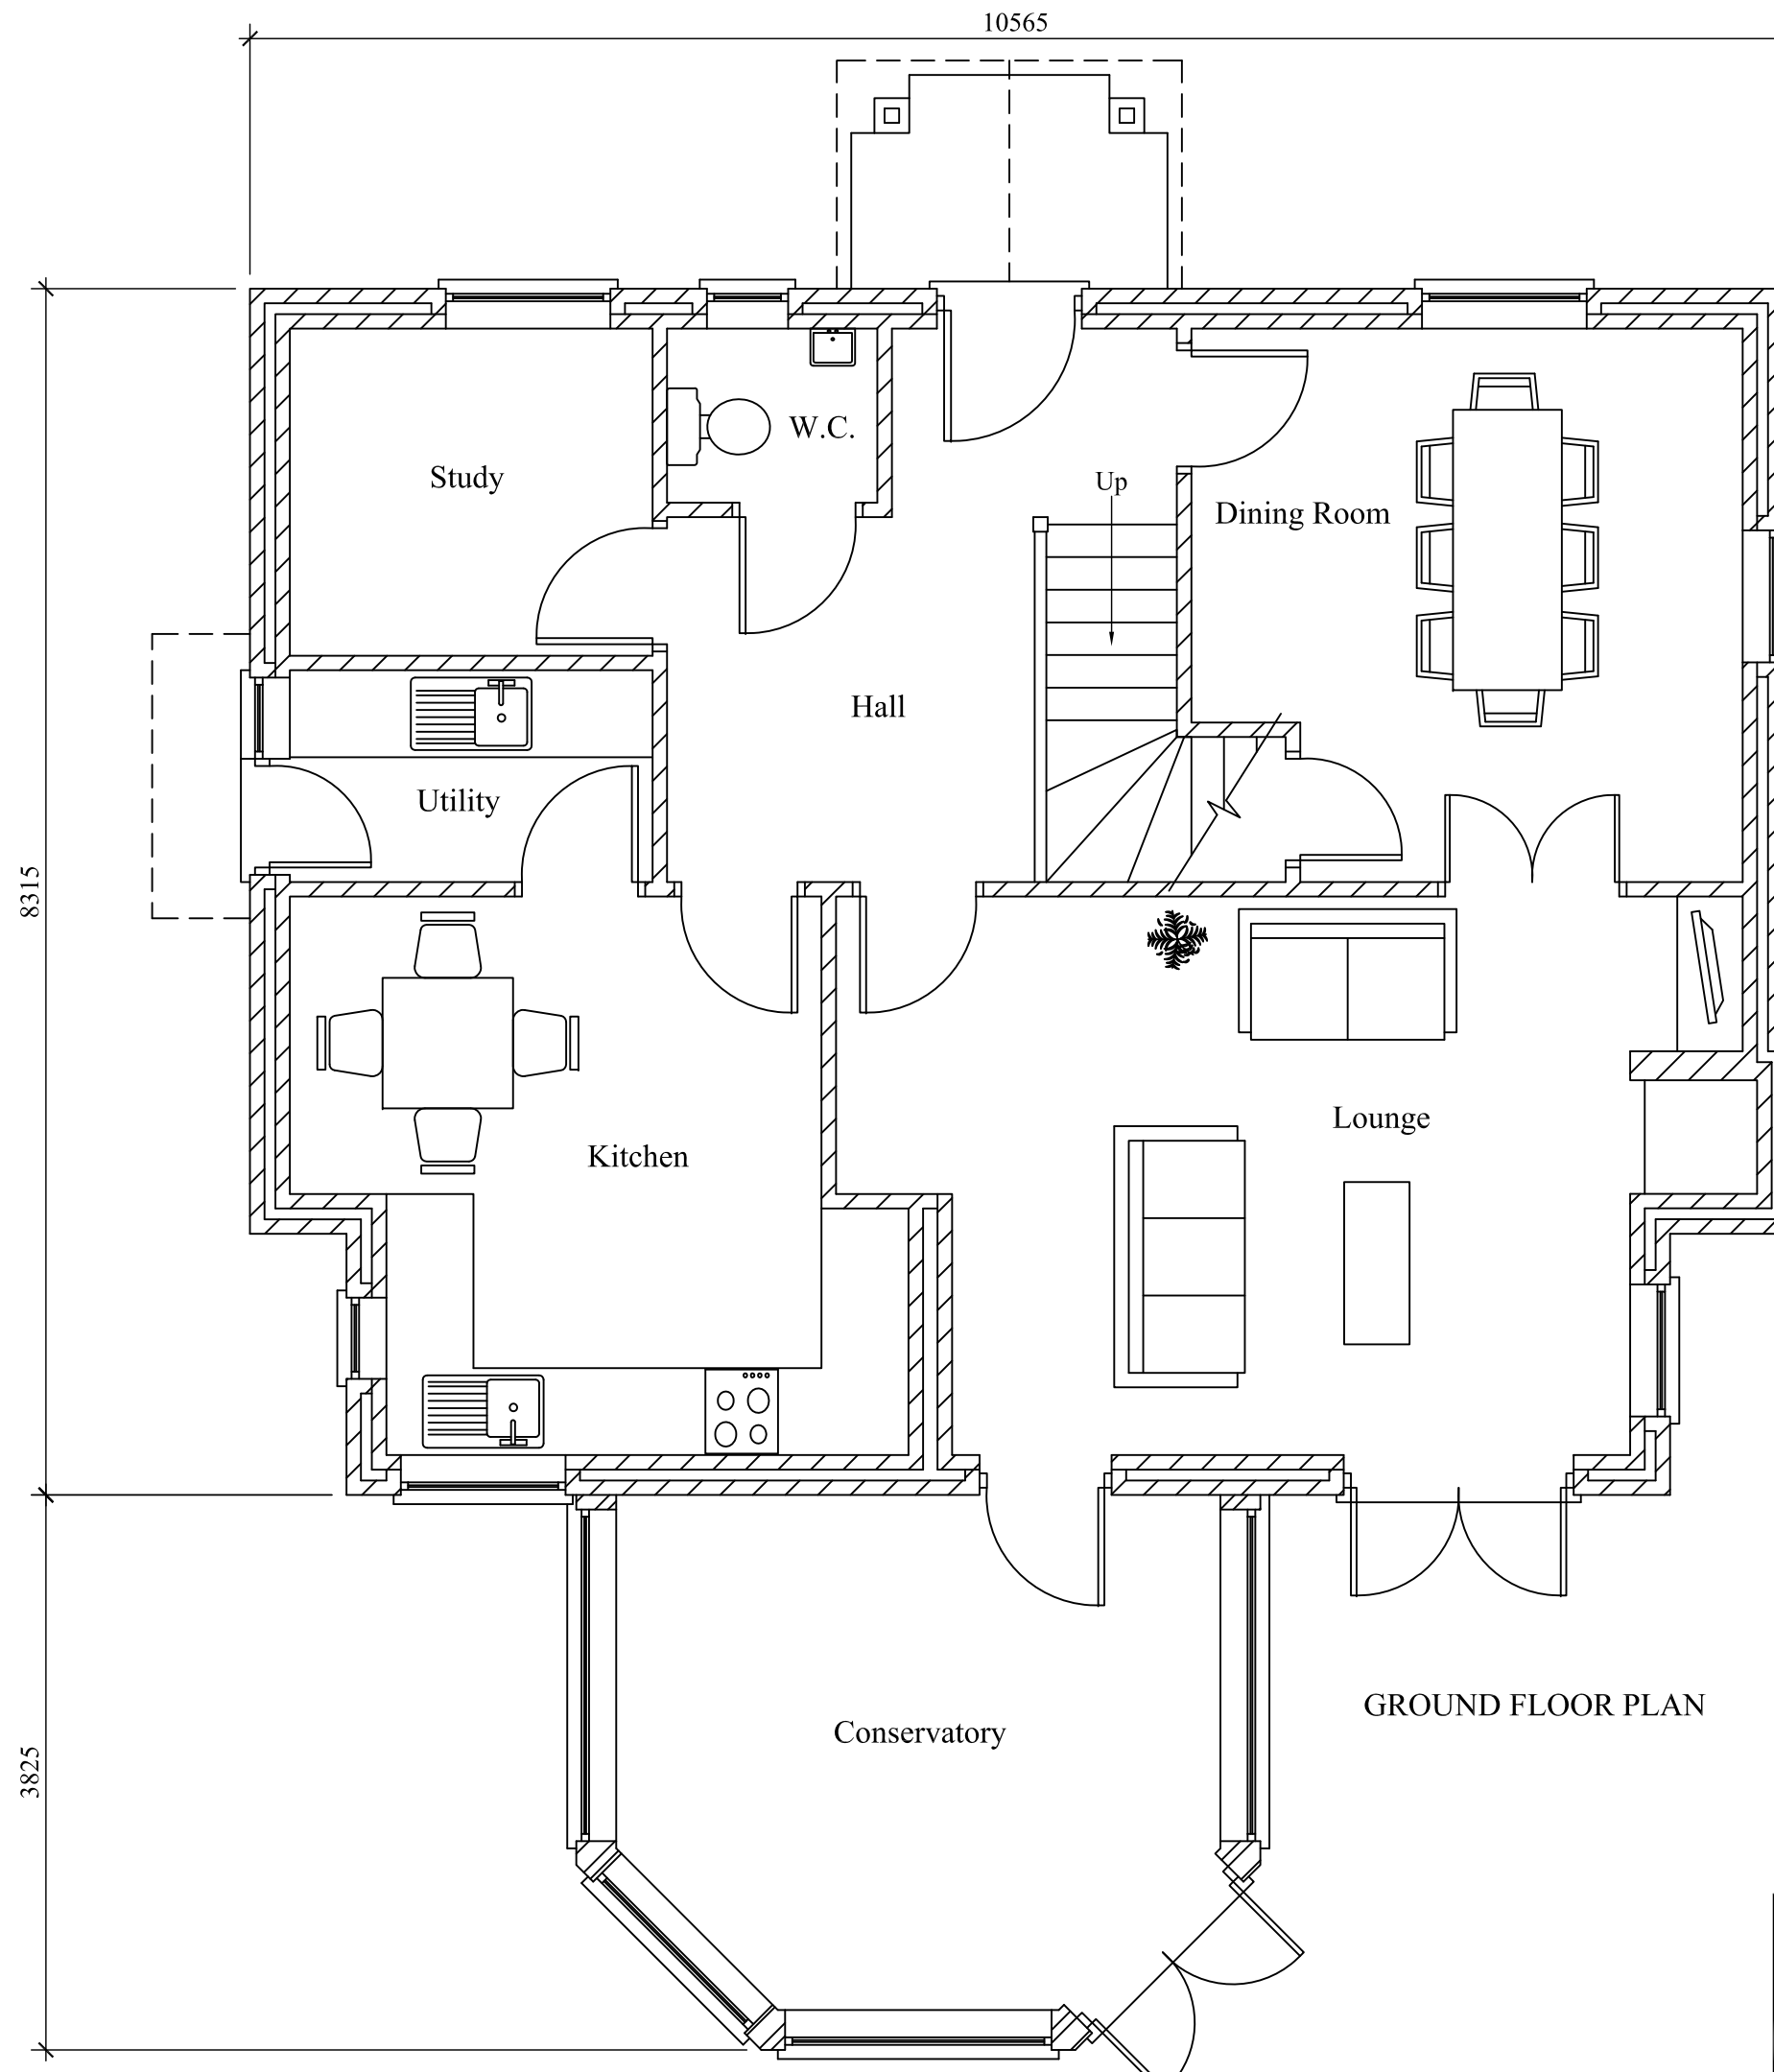 10565
W.C.
Study
Up
Dining Room
Hall
Utility
8315
Lounge
Kitchen
GROUND FLOOR PLAN
Conservatory
3825